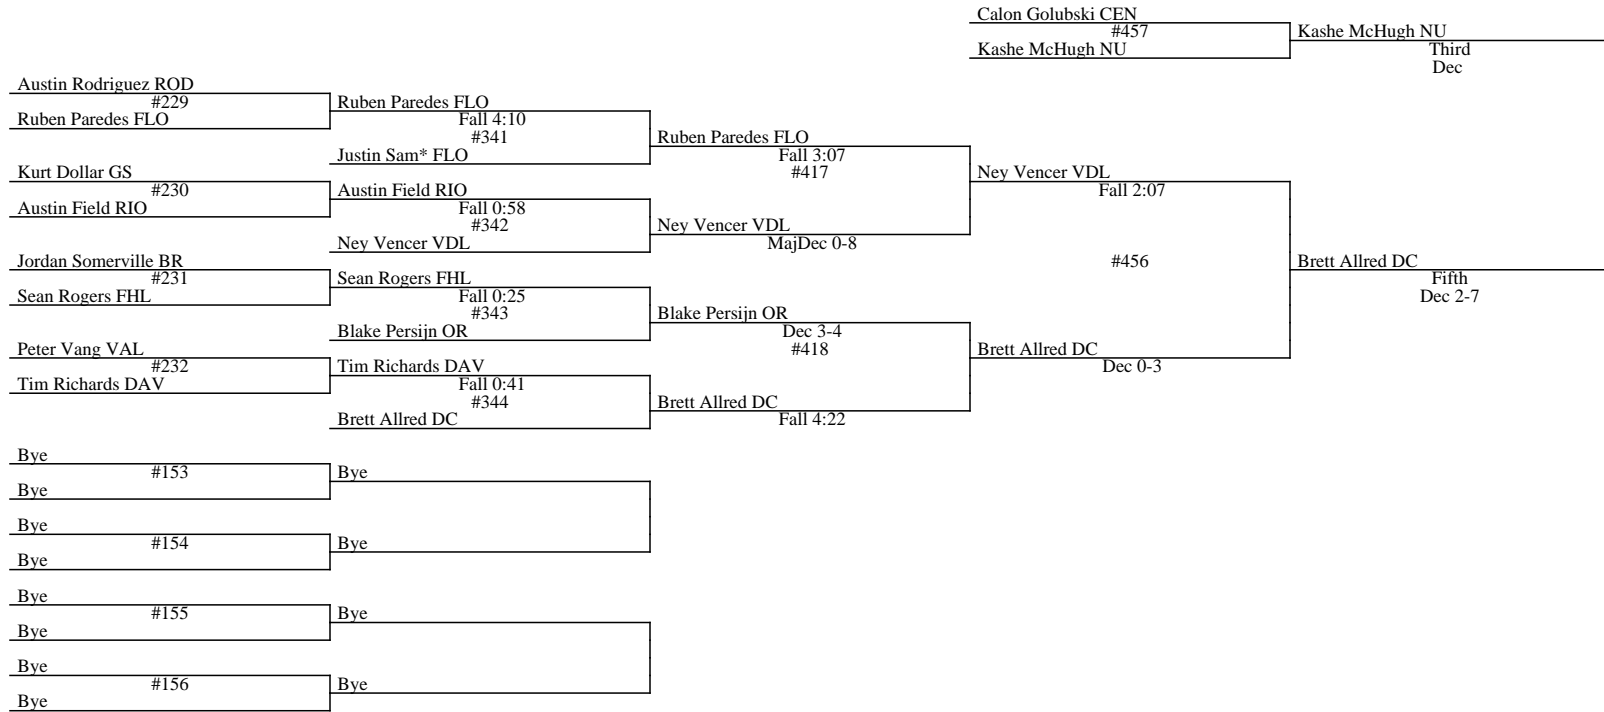 Calon Golubski CEN
#457
Kashe McHugh NU
Kashe McHugh NU
Third
Dec
Austin Rodriguez ROD
#229
Ruben Paredes FLO
Ruben Paredes FLO
Fall 4:10
#341
Justin Sam* FLO
Ruben Paredes FLO
Fall 3:07
#417
Kurt Dollar GS
#230
Austin Field RIO
Austin Field RIO
Fall 0:58
#342
Ney Vencer VDL
Ney Vencer VDL
MajDec 0-8
Ney Vencer VDL
Fall 2:07
#456
Jordan Somerville BR
#231
Sean Rogers FHL
Sean Rogers FHL
Fall 0:25
#343
Blake Persijn OR
Blake Persijn OR
Dec 3-4
#418
Peter Vang VAL
#232
Tim Richards DAV
Tim Richards DAV
Fall 0:41
#344
Brett Allred DC
Brett Allred DC
Fall 4:22
Brett Allred DC
Dec 0-3
Brett Allred DC
Fifth
Dec 2-7
Bye
#153
Bye
Bye
Bye
#154
Bye
Bye
Bye
#155
Bye
Bye
Bye
#156
Bye
Bye